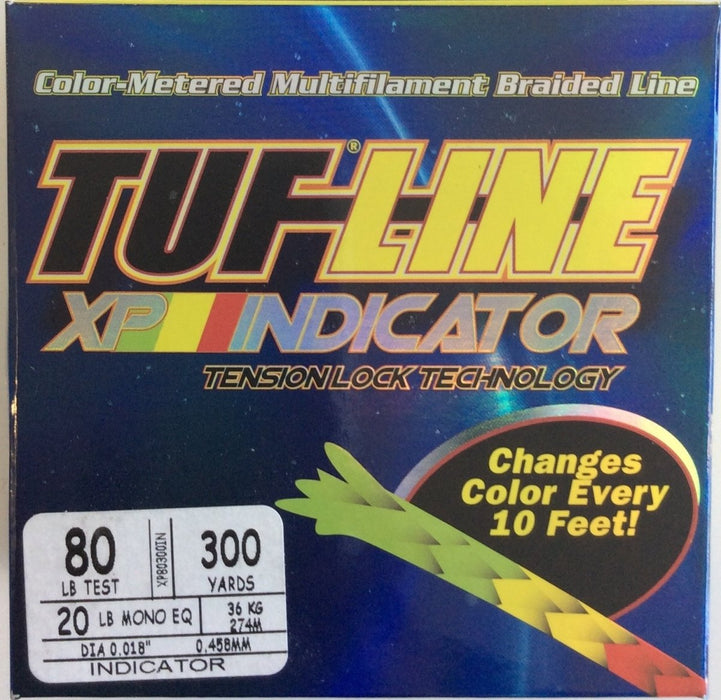 Color-Metered Multifilament Braided Line
TUF-LINE®
XP INDICATOR
TENSION LOCK TECHNOLOGY
Changes
Color Every
10 Feet!
80
LB TEST
XP80300IN
300
YARDS
20 LB MONO EQ
36 KG
274M
DIA 0.018" 0.458MM
INDICATOR